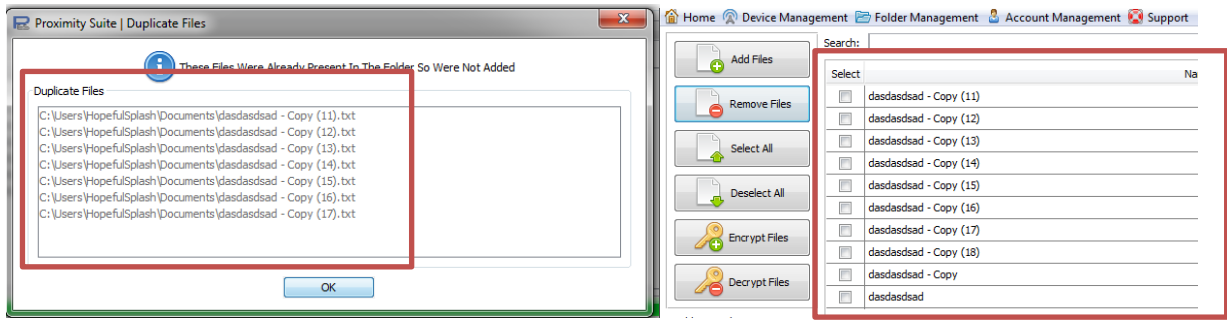 Proximity Suite | Duplicate Files
These Files Were Already Present In The Folder So Were Not Added
Duplicate Files
C:\Users\HopefulSplash\Documents\dasdasdsad - Copy (11).txt
C:\Users\HopefulSplash\Documents\dasdasdsad - Copy (12).txt
C:\Users\HopefulSplash\Documents\dasdasdsad - Copy (13).txt
C:\Users\HopefulSplash\Documents\dasdasdsad - Copy (14).txt
C:\Users\HopefulSplash\Documents\dasdasdsad - Copy (15).txt
C:\Users\HopefulSplash\Documents\dasdasdsad - Copy (16).txt
C:\Users\HopefulSplash\Documents\dasdasdsad - Copy (17).txt
OK
Home Device Management Folder Management Account Management Support
Search:
Add Files
Remove Files
Select All
Deselect All
Encrypt Files
Decrypt Files
Select Na
dasdasdsad - Copy (11)
dasdasdsad - Copy (12)
dasdasdsad - Copy (13)
dasdasdsad - Copy (14)
dasdasdsad - Copy (15)
dasdasdsad - Copy (16)
dasdasdsad - Copy (17)
dasdasdsad - Copy (18)
dasdasdsad - Copy
dasdasdsad